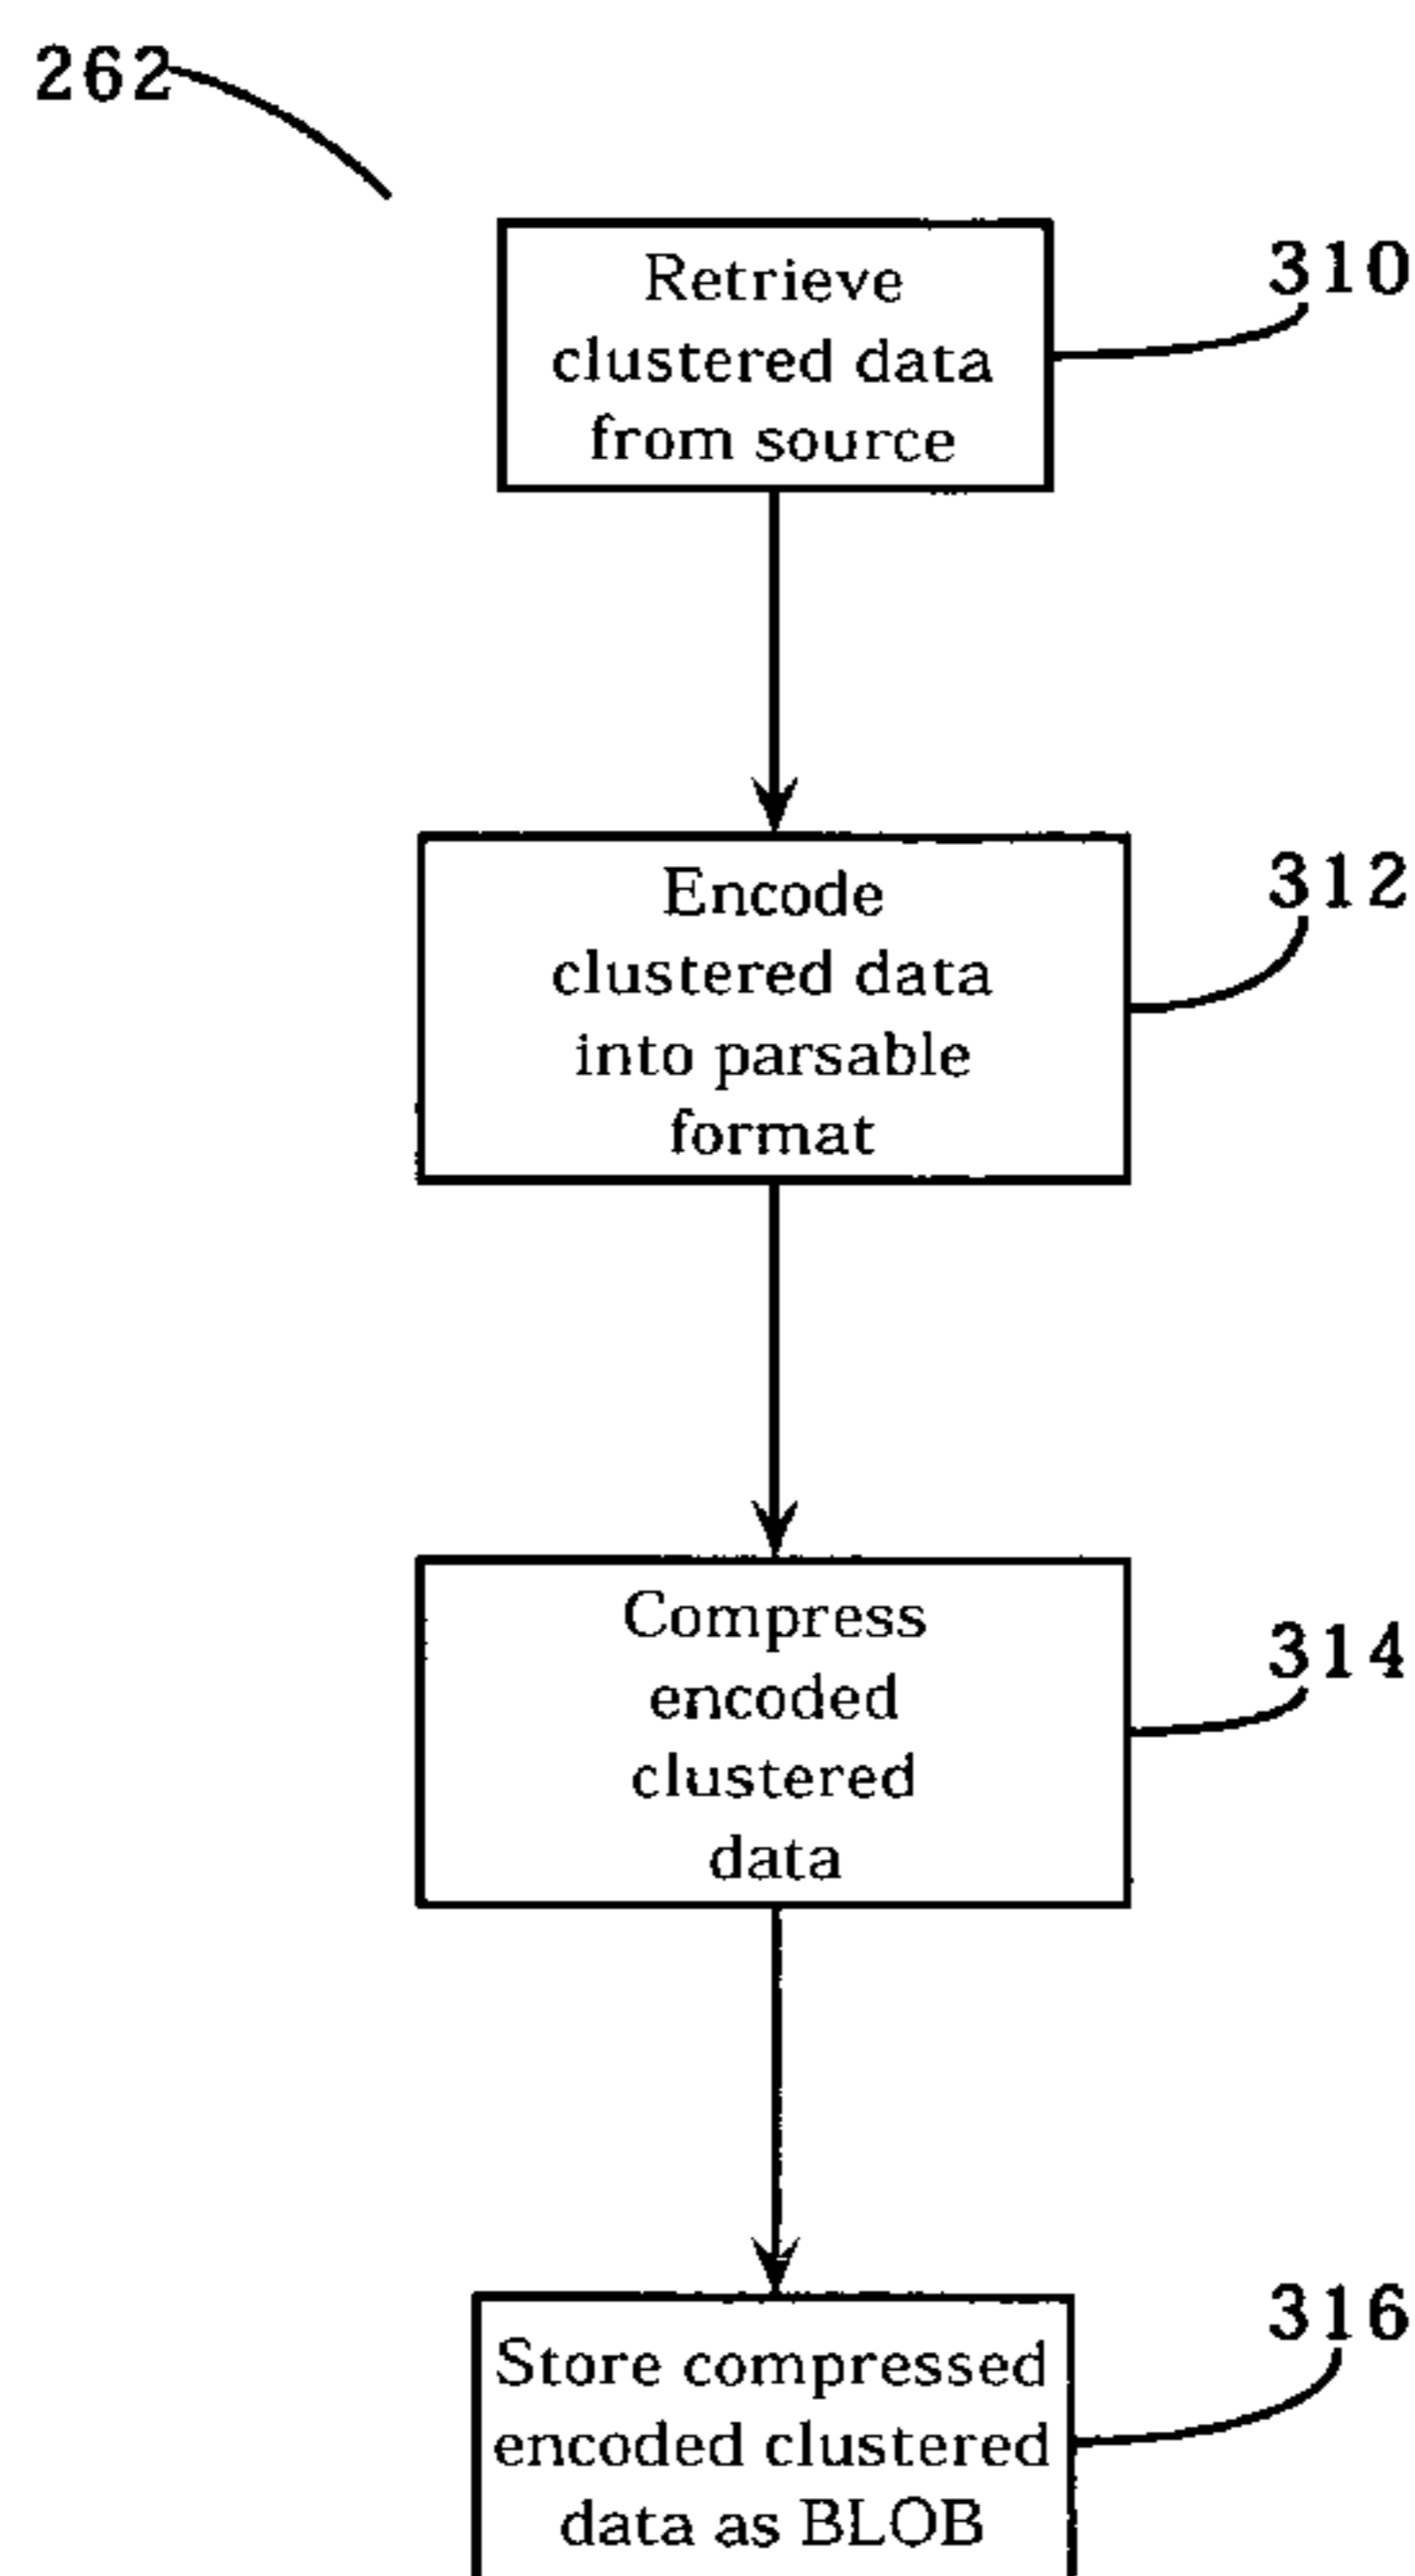 262
310
Retrieve
clustered data
from source
312
Encode
clustered data
into parsable
format
314
Compress
encoded
clustered
data
316
Store compressed
encoded clustered
data as BLOB